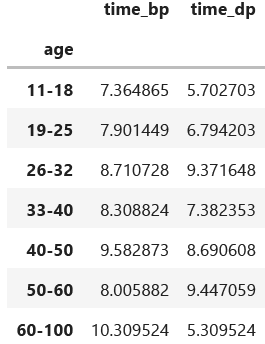 time_bp time_dp
age
11-18 7.364865 5.702703
19-25 7.901449 6.794203
26-32 8.710728 9.371648
33-40 8.308824 7.382353
40-50 9.582873 8.690608
50-60 8.005882 9.447059
60-100 10.309524 5.309524